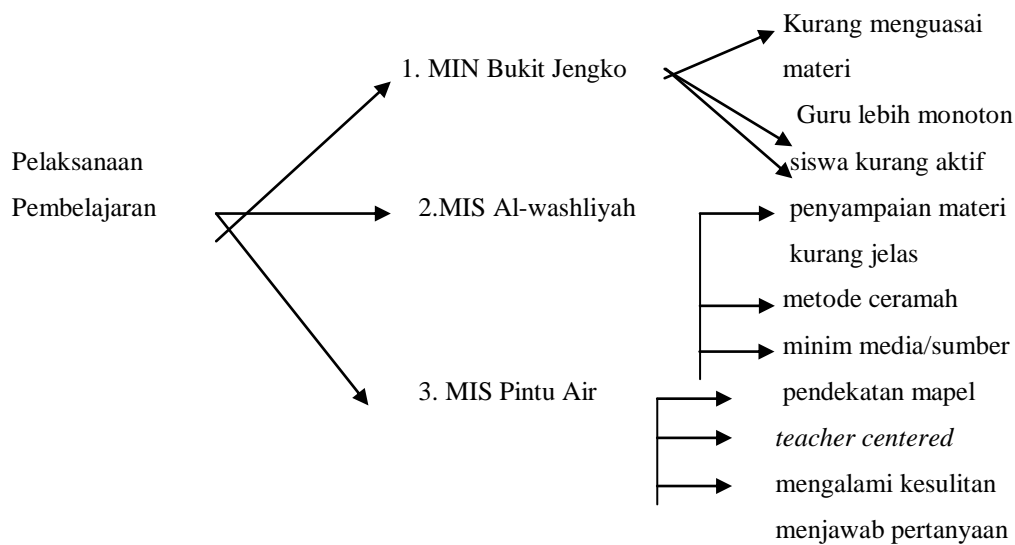 Pelaksanaan
Pembelajaran
1. MIN Bukit Jengko
Kurang menguasai
materi
Guru lebih monoton
siswa kurang aktif
2.MIS Al-washliyah
penyampaian materi
kurang jelas
metode ceramah
minim media/sumber
3. MIS Pintu Air
pendekatan mapel
teacher centered
mengalami kesulitan
menjawab pertanyaan